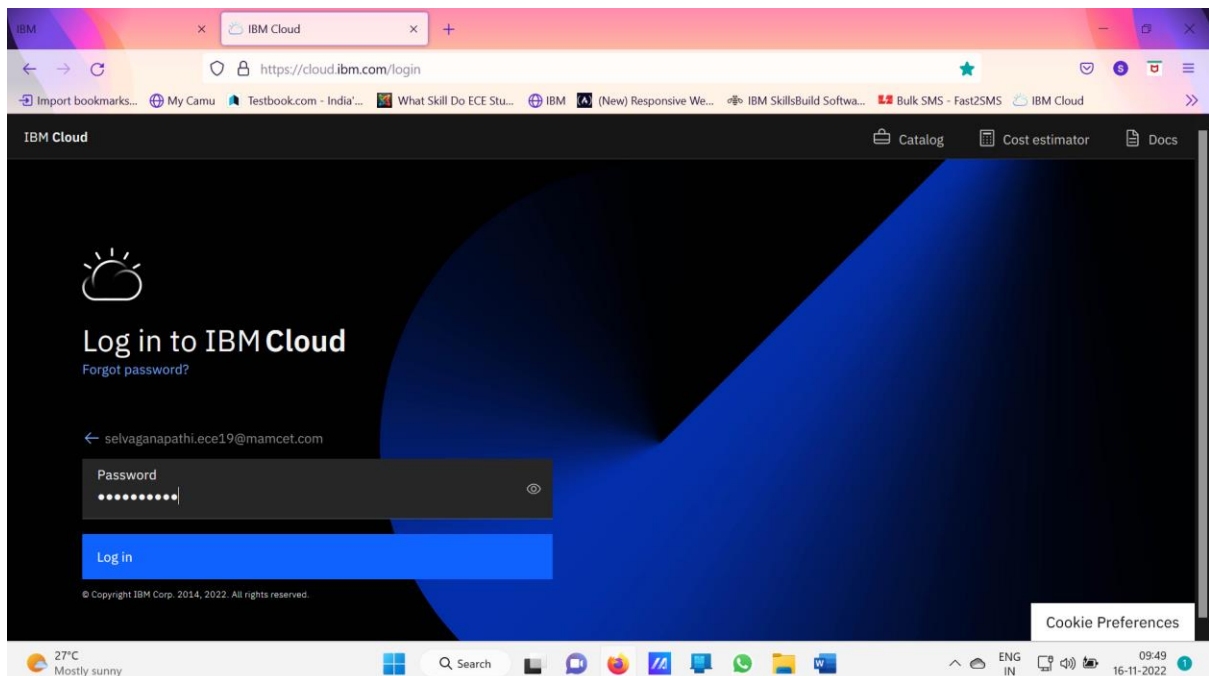 IBM
IBM Cloud
https://cloud.ibm.com/login
Import bookmarks... My Camu Testbook.com - India'... What Skill Do ECE Stu... IBM (New) Responsive We... IBM SkillsBuild Softwa... Bulk SMS - Fast2SMS IBM Cloud
IBM Cloud Catalog Cost estimator Docs
Log in to IBM Cloud
Forgot password?
selvaganapathi.ece19@mamcet.com
Password
••••••••••
Log in
© Copyright IBM Corp. 2014, 2022. All rights reserved.
Cookie Preferences
27°C
Mostly sunny
Search
ENG
IN
09:49
16-11-2022
1